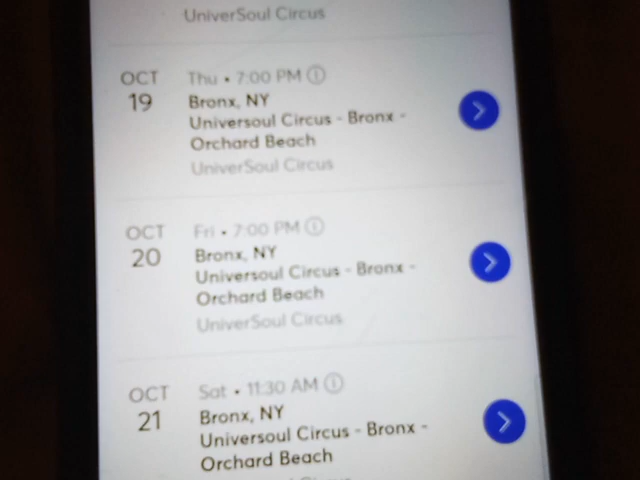 UniverSoul Circus
OCT
19
Thu • 7:00 PM
Bronx, NY
Universoul Circus - Bronx -
Orchard Beach
UniverSoul Circus
OCT
20
Fri • 7:00 PM
Bronx, NY
Universoul Circus - Bronx -
Orchard Beach
UniverSoul Circus
OCT
21
Sat • 11:30 AM
Bronx, NY
Universoul Circus - Bronx -
Orchard Beach